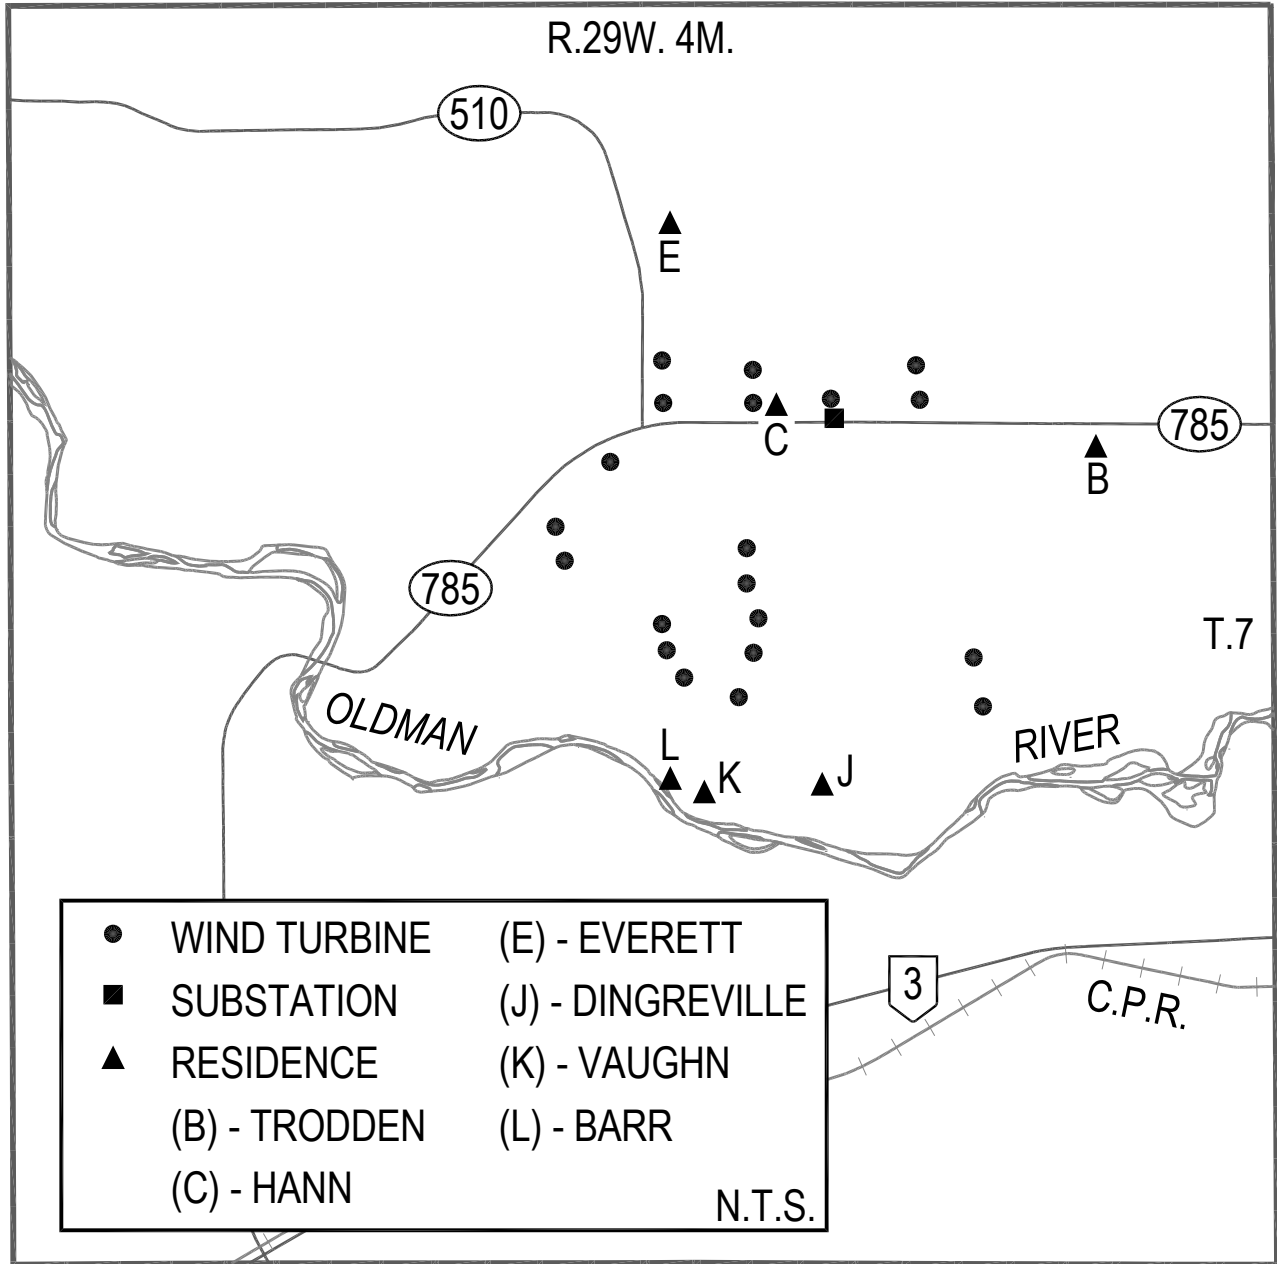 R.29W. 4M.
510
E
C
785
B
785
T.7
OLDMAN
RIVER
L
K
J
WIND TURBINE
SUBSTATION
RESIDENCE
(B) - TRODDEN
(C) - HANN
(E) - EVERETT
(J) - DINGREVILLE
(K) - VAUGHN
(L) - BARR
N.T.S.
3
C.P.R.